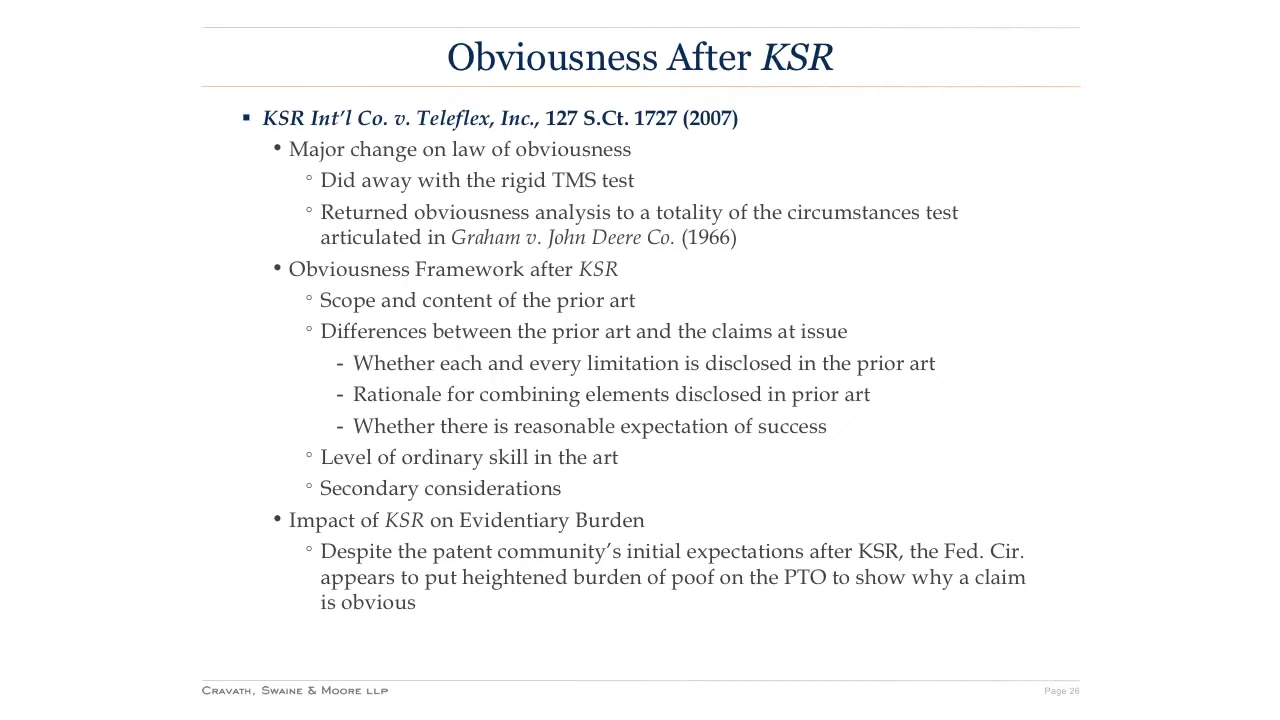 Obviousness After KSR
▪ KSR Int’l Co. v. Teleflex, Inc., 127 S.Ct. 1727 (2007)
• Major change on law of obviousness
◦ Did away with the rigid TMS test
◦ Returned obviousness analysis to a totality of the circumstances test
articulated in Graham v. John Deere Co. (1966)
• Obviousness Framework after KSR
◦ Scope and content of the prior art
◦ Differences between the prior art and the claims at issue
- Whether each and every limitation is disclosed in the prior art
- Rationale for combining elements disclosed in prior art
- Whether there is reasonable expectation of success
◦ Level of ordinary skill in the art
◦ Secondary considerations
• Impact of KSR on Evidentiary Burden
◦ Despite the patent community’s initial expectations after KSR, the Fed. Cir.
appears to put heightened burden of poof on the PTO to show why a claim
is obvious
Cravath, Swaine & Moore LLP
Page 26